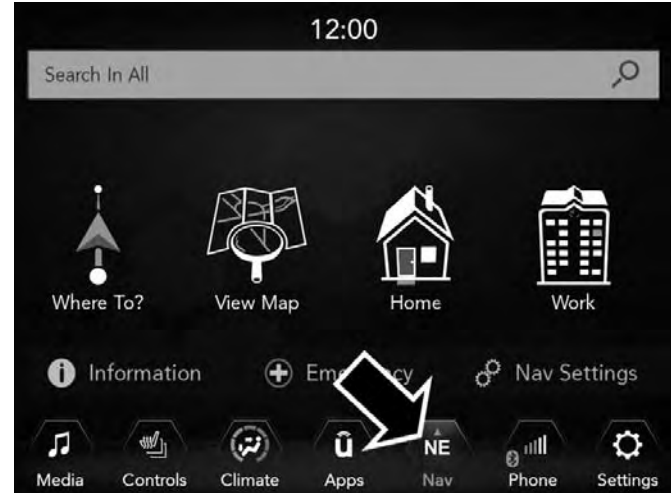 12:00
Search In All
Where To? View Map Home Work
Information Emergency Nav Settings
û NE
Media Controls Climate Apps Nav Phone Settings